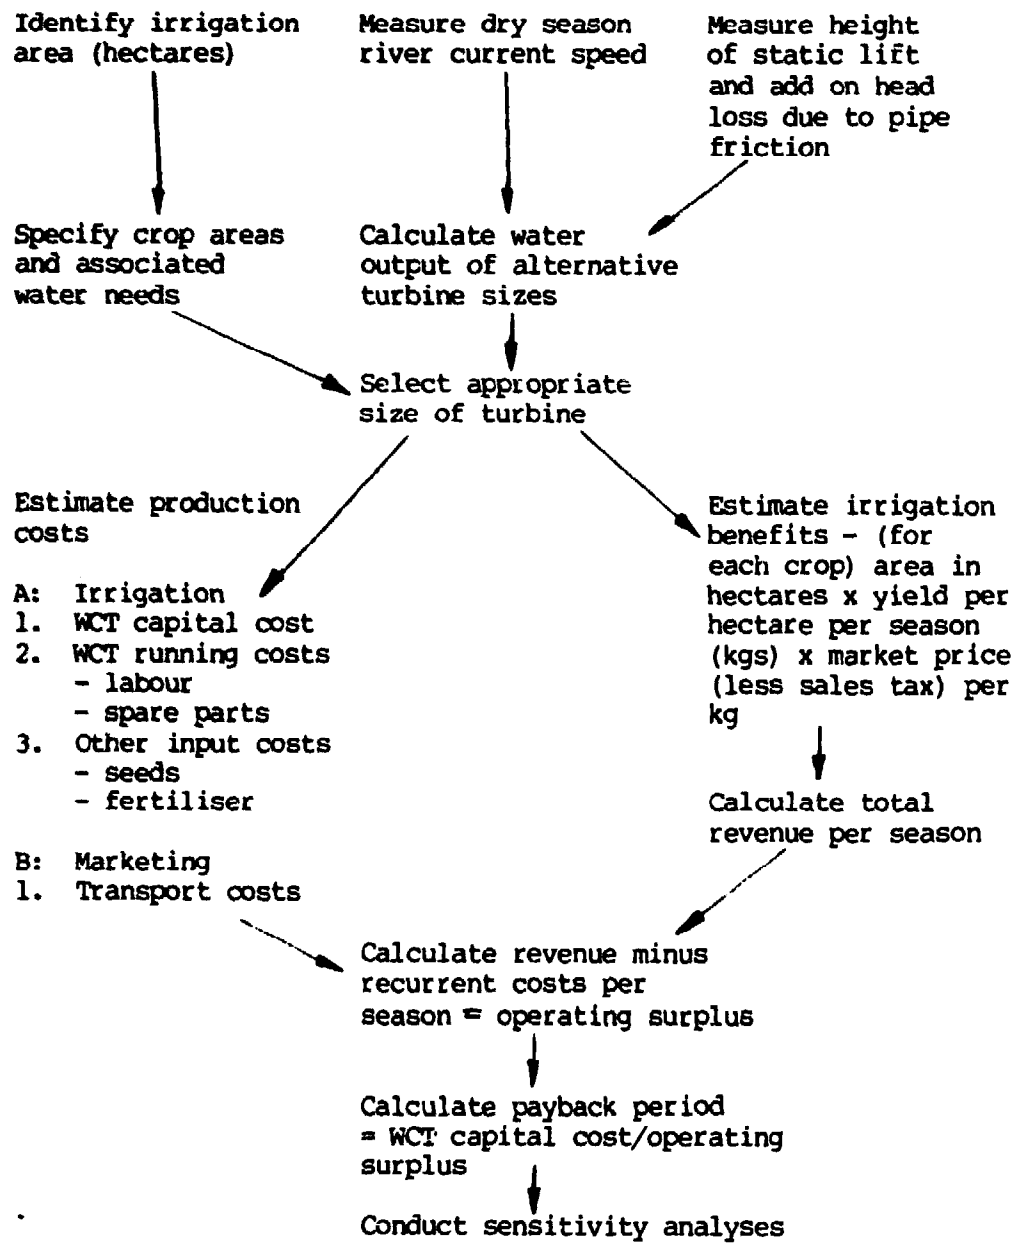 Identify irrigation
area (hectares)
Measure dry season
river current speed
Measure height
of static lift
and add on head
loss due to pipe
friction
Specify crop areas
and associated
water needs
Calculate water
output of alternative
turbine sizes
Select appropriate
size of turbine
Estimate production
costs
A: Irrigation
1. WCT capital cost
2. WCT running costs
- labour
- spare parts
3. Other input costs
- seeds
- fertiliser
B: Marketing
1. Transport costs
Estimate irrigation
benefits - (for
each crop) area in
hectares x yield per
hectare per season
(kgs) x market price
(less sales tax) per
kg
Calculate total
revenue per season
Calculate revenue minus
recurrent costs per
season = operating surplus
Calculate payback period
= WCT capital cost/operating
surplus
Conduct sensitivity analyses